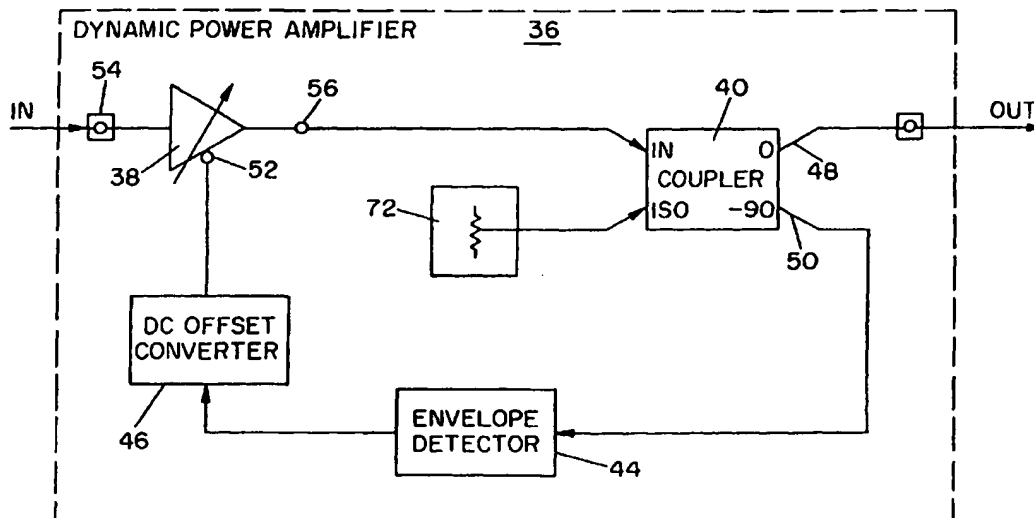 DYNAMIC POWER AMPLIFIER 36
54
IN
56
40
OUT
38
52
IN 0
COUPLER
ISO -90
48
72
50
DC OFFSET
CONVERTER
46
ENVELOPE
DETECTOR
44